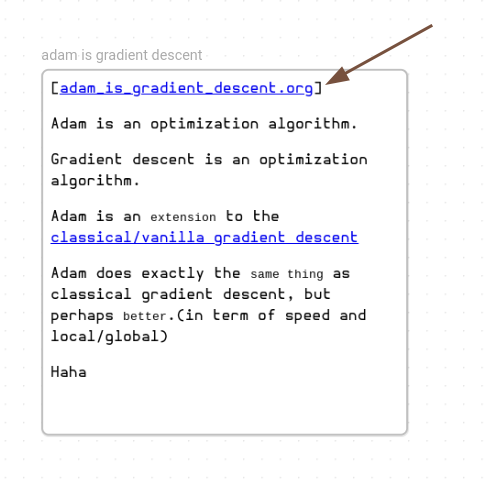 adam is gradient descent
[adam_is_gradient_descent.org]
Adam is an optimization algorithm.
Gradient descent is an optimization
algorithm.
Adam is an extension to the
classical/vanilla gradient descent
Adam does exactly the same thing as
classical gradient descent, but
perhaps better.(in term of speed and
local/global)
Haha